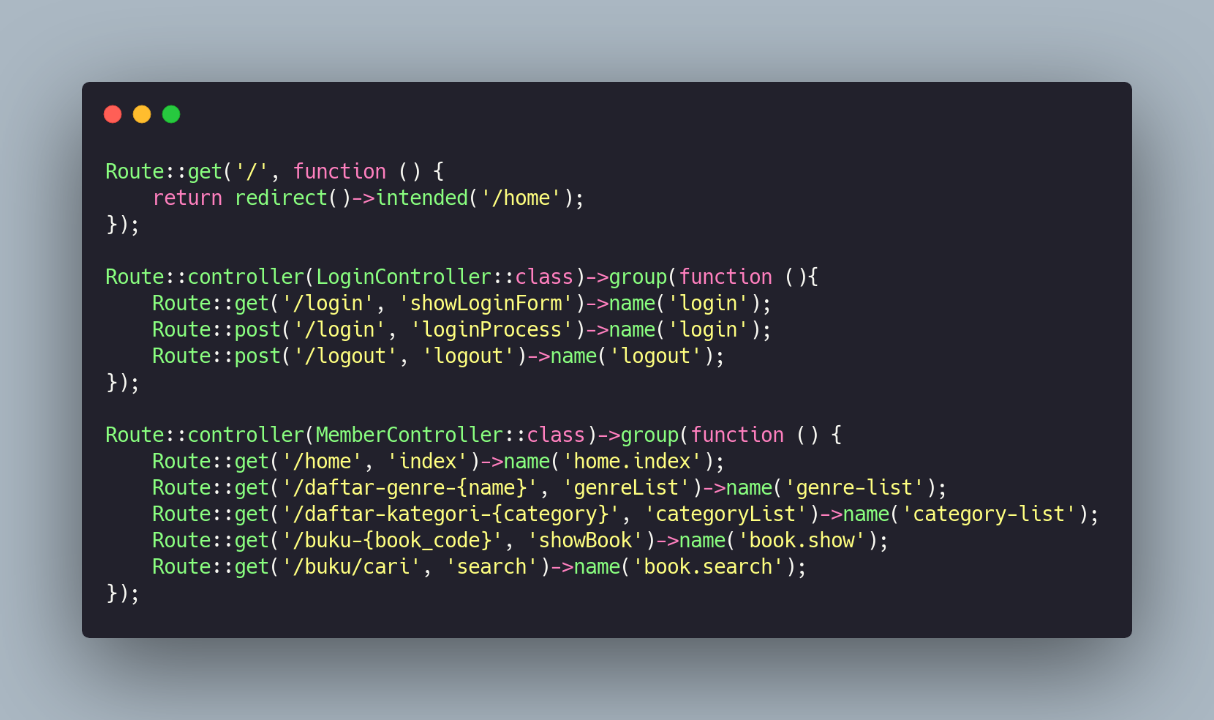 Route::get('/', function () {
    return redirect()->intended('/home');
});

Route::controller(LoginController::class)->group(function (){
    Route::get('/login', 'showLoginForm')->name('login');
    Route::post('/login', 'loginProcess')->name('login');
    Route::post('/logout', 'logout')->name('logout');
});

Route::controller(MemberController::class)->group(function () {
    Route::get('/home', 'index')->name('home.index');
    Route::get('/daftar-genre-{name}', 'genreList')->name('genre-list');
    Route::get('/daftar-kategori-{category}', 'categoryList')->name('category-list');
    Route::get('/buku-{book_code}', 'showBook')->name('book.show');
    Route::get('/buku/cari', 'search')->name('book.search');
});